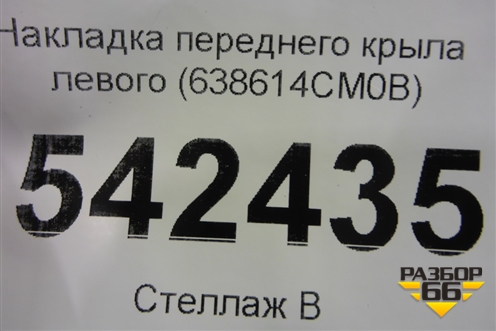 Накладка переднего крыла
левого (638614CM0B)
542435
Стеллаж В
РАЗБОР
66